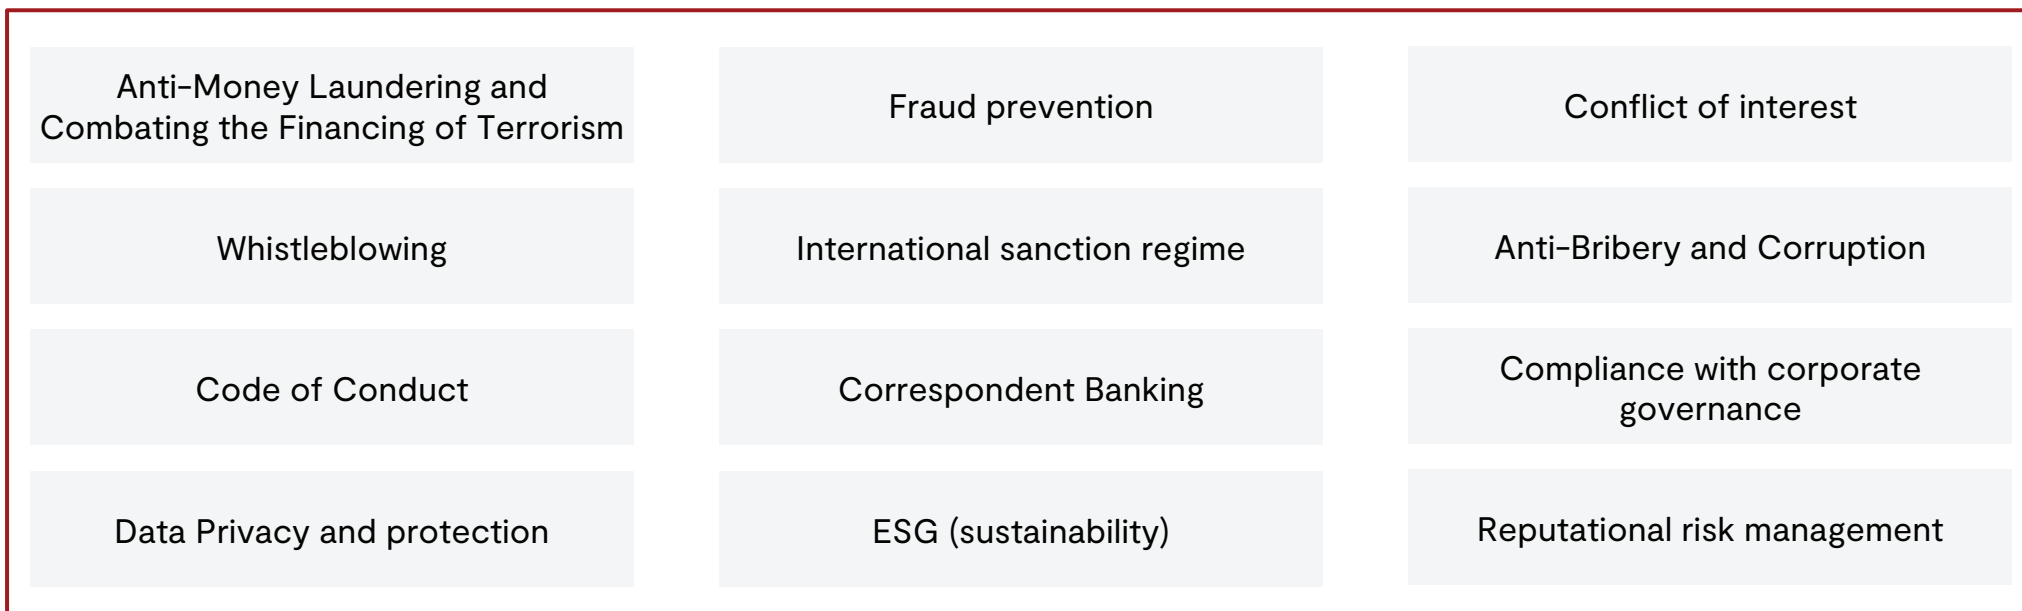 Anti-Money Laundering and
Combating the Financing of Terrorism
Fraud prevention
Conflict of interest
Whistleblowing
International sanction regime
Anti-Bribery and Corruption
Code of Conduct
Correspondent Banking
Compliance with corporate
governance
Data Privacy and protection
ESG (sustainability)
Reputational risk management